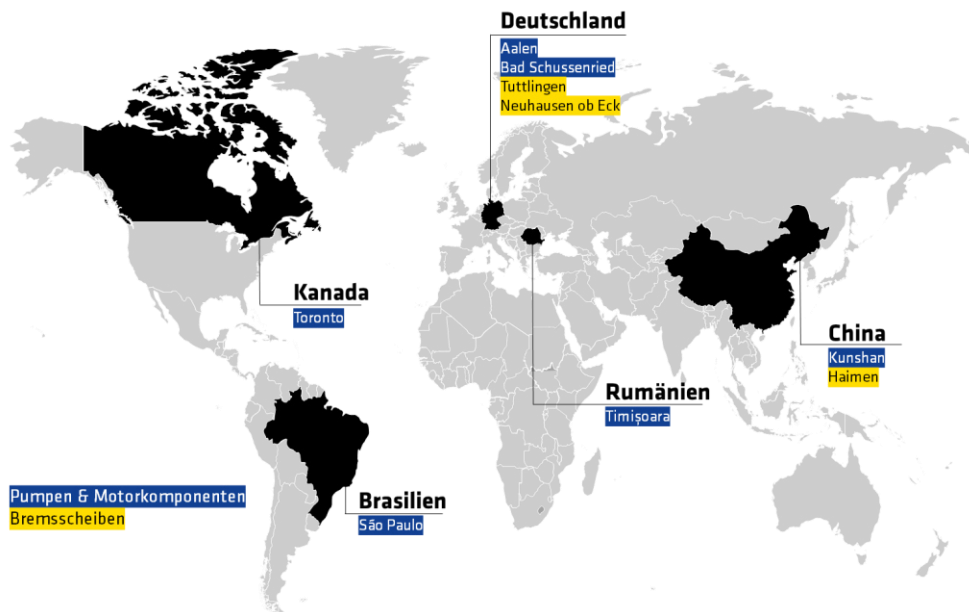 Deutschland
Aalen
Bad Schussenried
Tuttlingen
Neuhausen ob Eck
Kanada
Toronto
China
Kunshan
Haimen
Rumänien
Timișoara
Brasilien
São Paulo
Pumpen & Motorkomponenten
Bremsscheiben